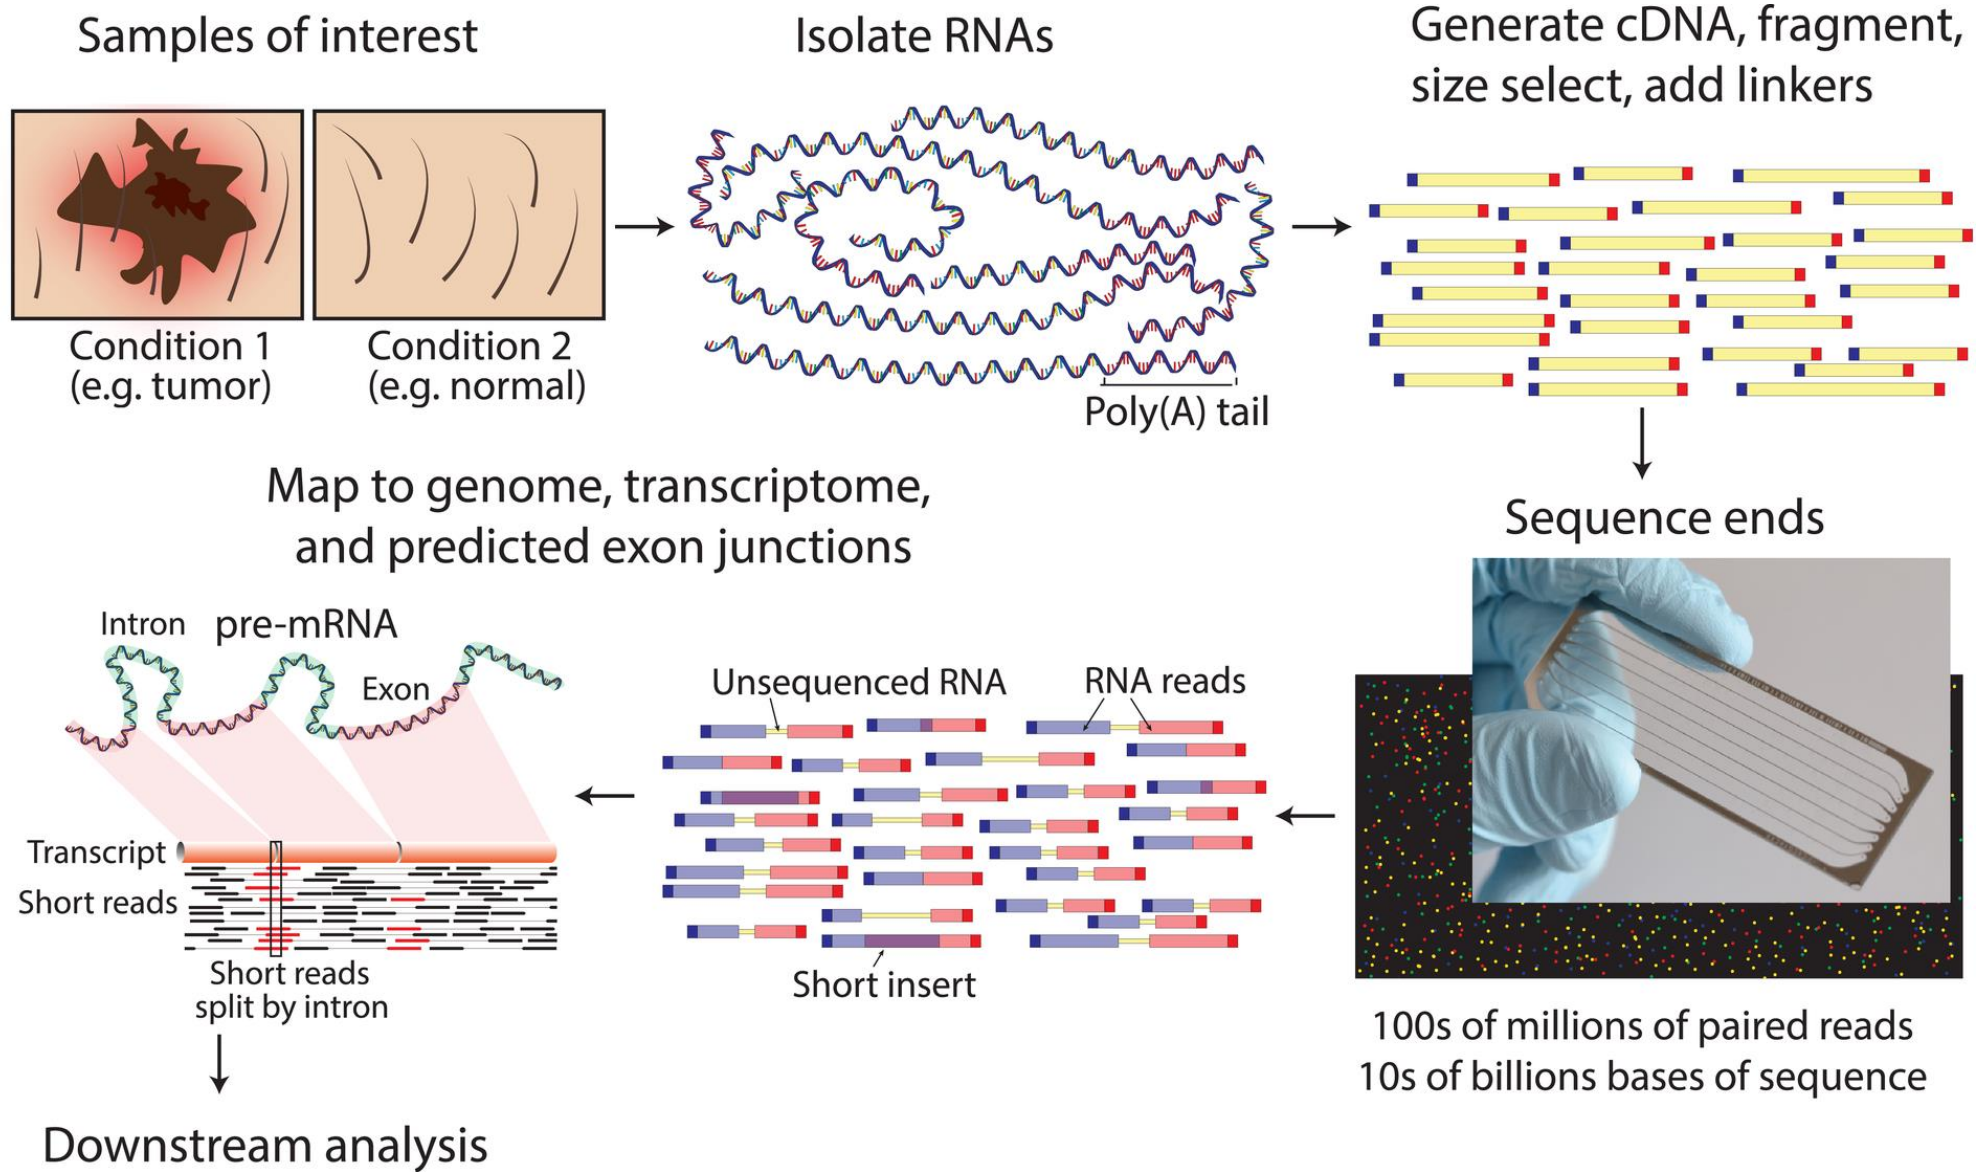 Samples of interest
Isolate RNAs
Generate cDNA, fragment,
size select, add linkers
Condition 1
(e.g. tumor)
Condition 2
(e.g. normal)
Poly(A) tail
Sequence ends
100s of millions of paired reads
10s of billions bases of sequence
Unsequenced RNA
RNA reads
Short insert
Map to genome, transcriptome,
and predicted exon junctions
Intron
pre-mRNA
Exon
Transcript
Short reads
Short reads
split by intron
Downstream analysis